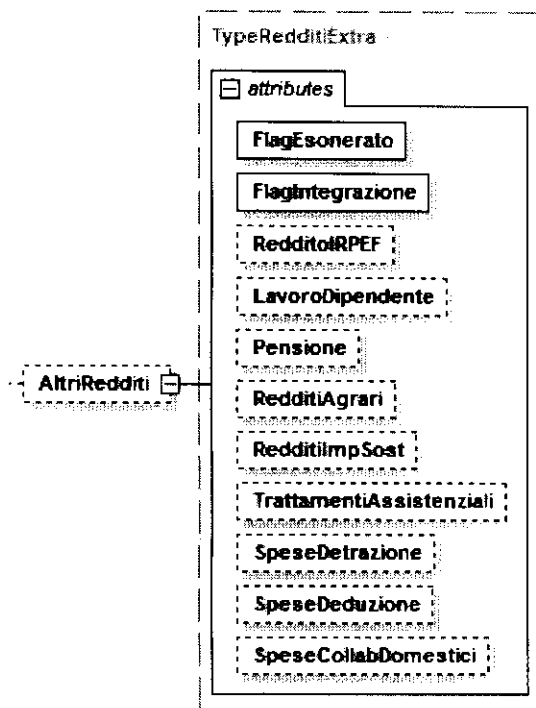 TypeRedditiExtra
attributes
FlagEsonerato
FlagIntegrazione
RedditoIRPEF
LavoroDipendente
Pensione
AltriRedditi
RedditiAgrari
RedditiImpSost
TrattamentiAssistenziali
SpeseDetrazione
SpeseDeduzione
SpeseCollabDomestici